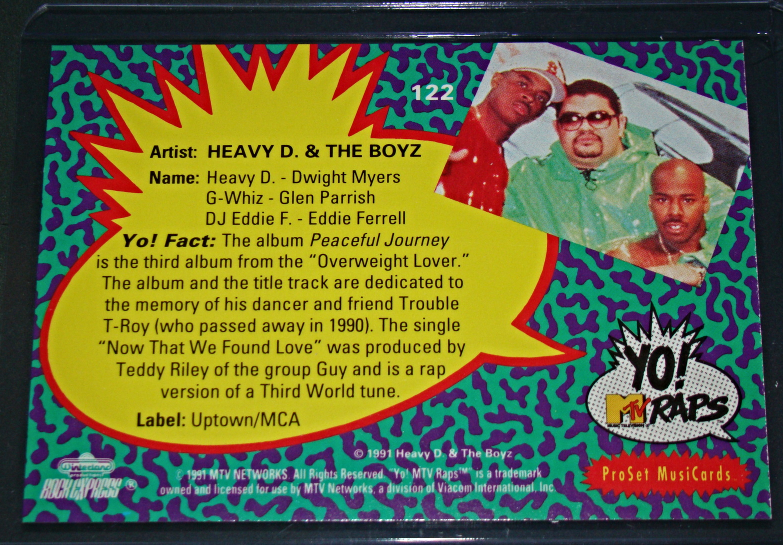 122
Artist: HEAVY D. & THE BOYZ
Name: Heavy D. - Dwight Myers
G-Whiz - Glen Parrish
DJ Eddie F. - Eddie Ferrell
Yo! Fact: The album Peaceful Journey
is the third album from the "Overweight Lover."
The album and the title track are dedicated to
the memory of his dancer and friend Trouble
T-Roy (who passed away in 1990). The single
"Now That We Found Love" was produced by
Teddy Riley of the group Guy and is a rap
version of a Third World tune.
Label: Uptown/MCA
YO!
MTV RAPS
© 1991 Heavy D. & The Boyz
Winterland
ROCK EXPRESS ®
© 1991 MTV NETWORKS. All Rights Reserved. "Yo! MTV Raps" is a trademark
owned and licensed for use by MTV Networks, a division of Viacom International, Inc.
ProSet MusicCards